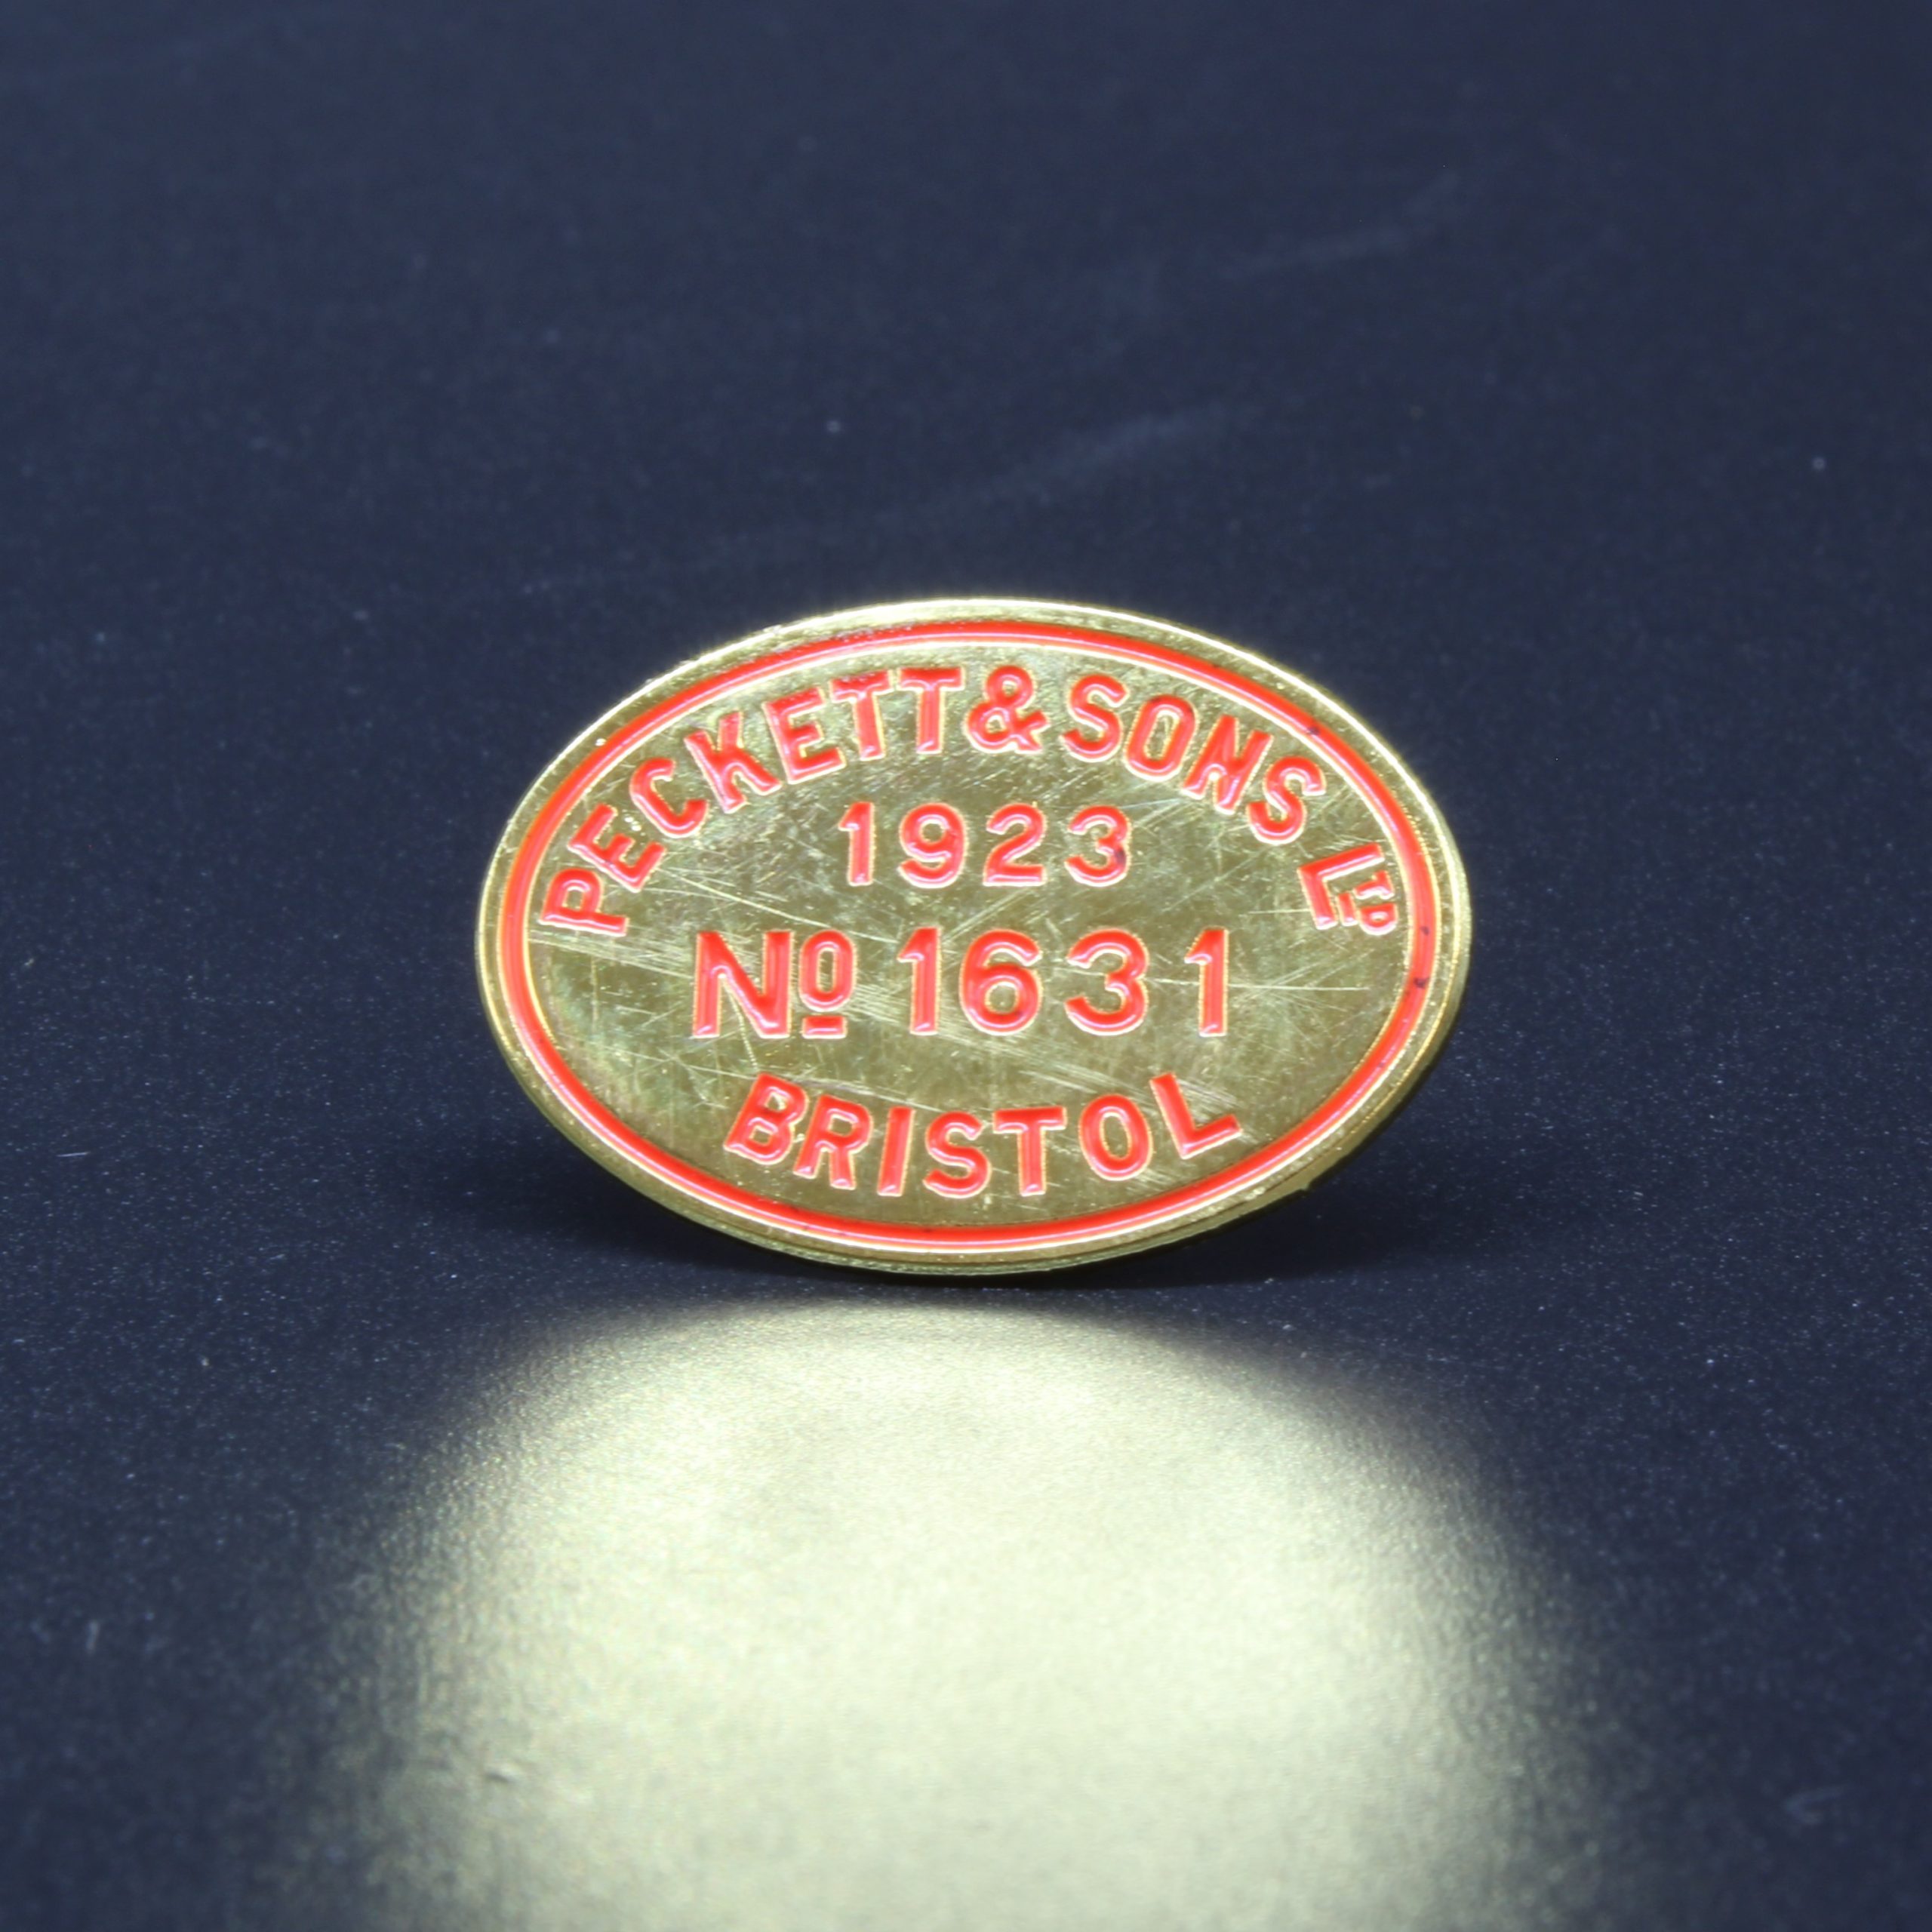 PECKETT & SONS LTD
1923
Nº 1631
BRISTOL